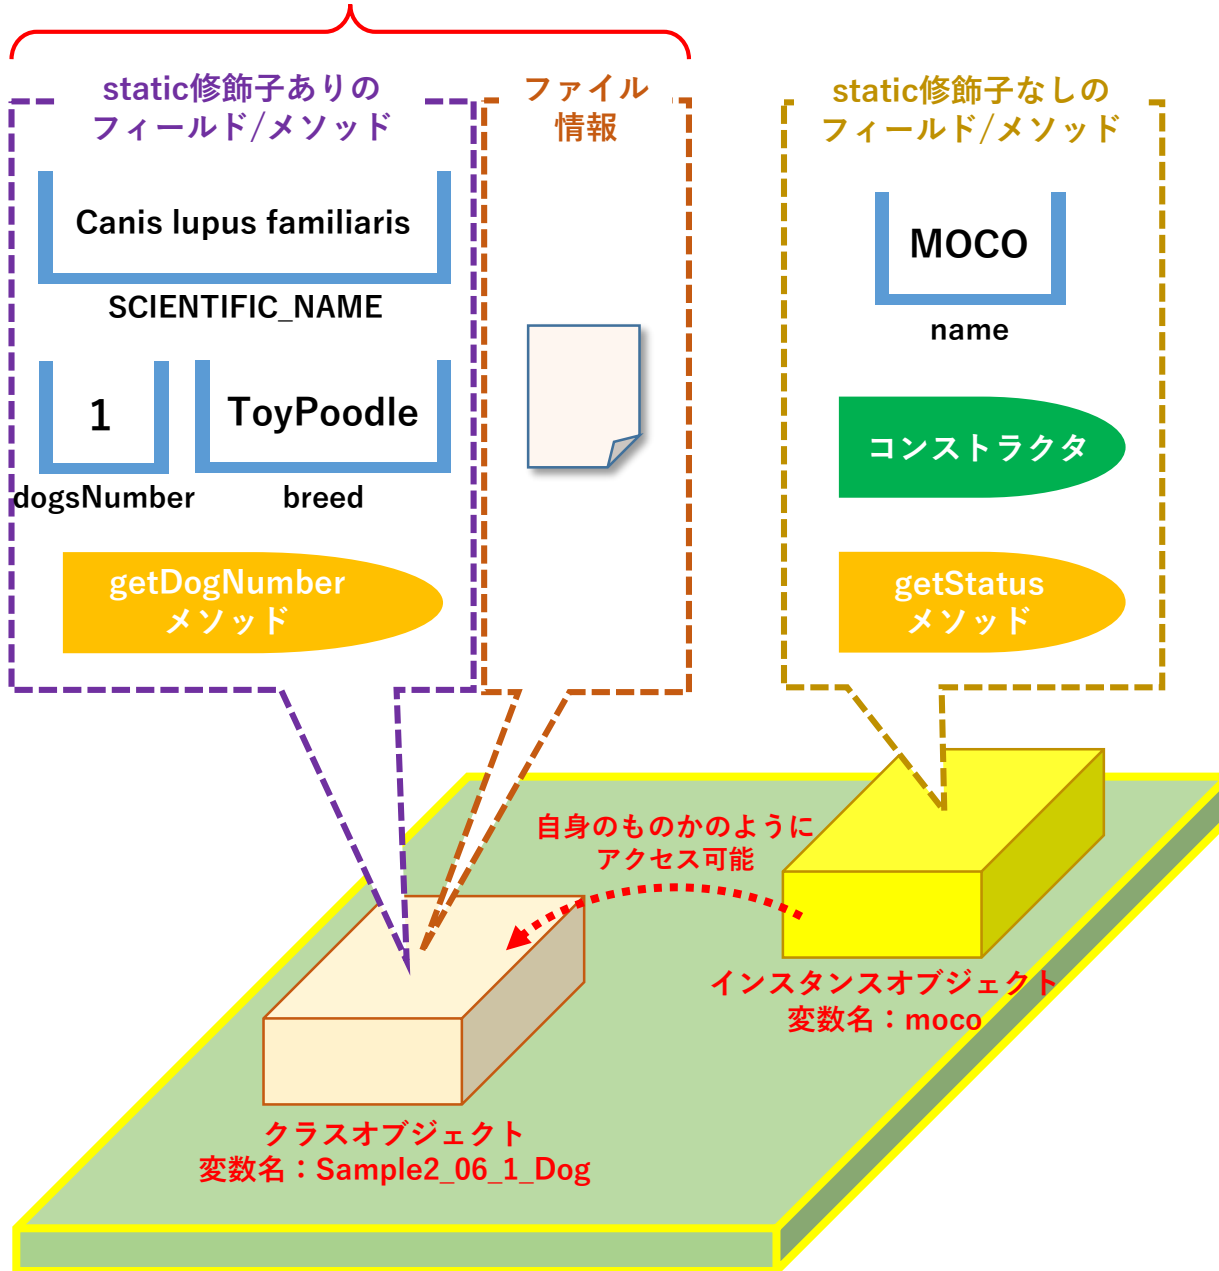 static修飾子ありの
フィールド/メソッド
ファイル
情報
static修飾子なしの
フィールド/メソッド
Canis lupus familiaris
SCIENTIFIC_NAME
MOCO
name
1
dogsNumber
ToyPoodle
breed
コンストラクタ
getDogNumber
メソッド
getStatus
メソッド
自身のものかのように
アクセス可能
インスタンスオブジェクト
変数名：moco
クラスオブジェクト
変数名：Sample2_06_1_Dog